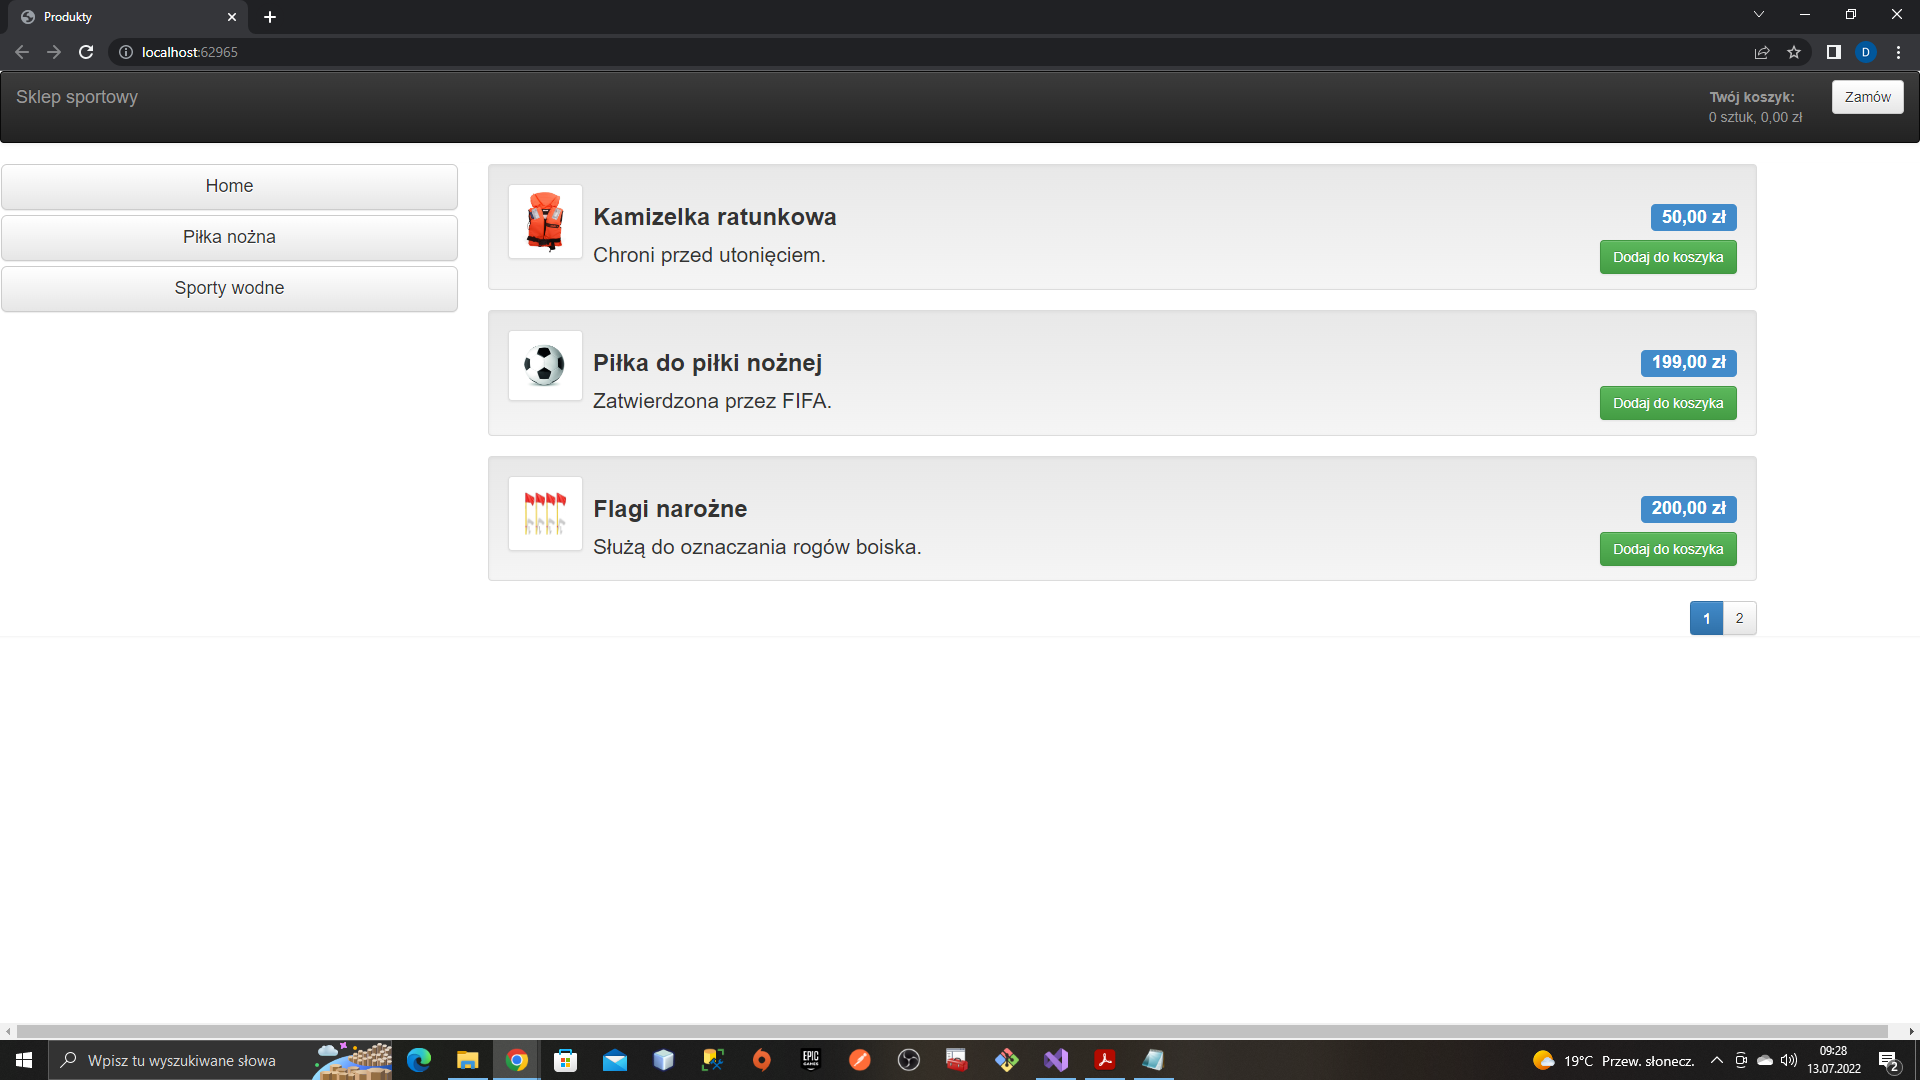 Produkty
localhost:62965
D
Sklep sportowy
Twój koszyk:
0 sztuk, 0,00 zł
Zamów
Home
Piłka nożna
Sporty wodne
Kamizelka ratunkowa
50,00 zł
Chroni przed utonięciem.
Dodaj do koszyka
Piłka do piłki nożnej
199,00 zł
Zatwierdzona przez FIFA.
Dodaj do koszyka
Flagi narożne
200,00 zł
Służą do oznaczania rogów boiska.
Dodaj do koszyka
1 2
Wpisz tu wyszukiwane słowa
EPIC
GAMES
19°C Przew. słonecz.
09:28
13.07.2022
2